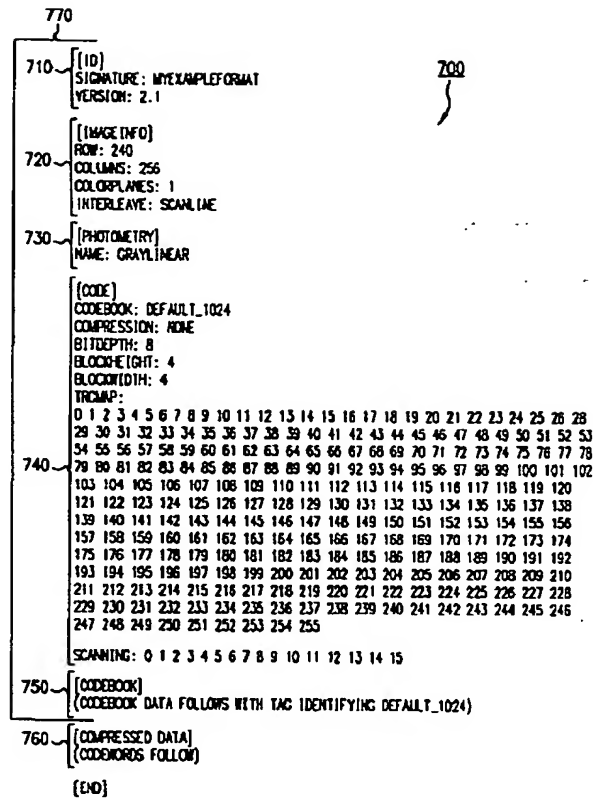 770
710 [ID]
SIGNATURE: MYEXAMPLEFORMAT
VERSION: 2.1
700
720 [IMAGEINFO]
ROW: 240
COLUMNS: 256
COLORPLANES: 1
INTERLEAVE: SCANLINE
730 [PHOTOMETRY]
NAME: GRAYLINEAR
740 [CODE]
CODEBOOK: DEFAULT_1024
COMPRESSION: NONE
BITDEPTH: 8
BLOCKHEIGHT: 4
BLOCKWIDTH: 4
TRCMAP:
0 1 2 3 4 5 6 7 8 9 10 11 12 13 14 15 16 17 18 19 20 21 22 23 24 25 26 28
29 30 31 32 33 34 35 36 37 38 39 40 41 42 43 44 45 46 47 48 49 50 51 52 53
54 55 56 57 58 59 60 61 62 63 64 65 66 67 68 69 70 71 72 73 74 75 76 77 78
79 80 81 82 83 84 85 86 87 88 89 90 91 92 93 94 95 96 97 98 99 100 101 102
103 104 105 106 107 108 109 110 111 112 113 114 115 116 117 118 119 120
121 122 123 124 125 126 127 128 129 130 131 132 133 134 135 136 137 138
139 140 141 142 143 144 145 146 147 148 149 150 151 152 153 154 155 156
157 158 159 160 161 162 163 164 165 166 167 168 169 170 171 172 173 174
175 176 177 178 179 180 181 182 183 184 185 186 187 188 189 190 191 192
193 194 195 196 197 198 199 200 201 202 203 204 205 206 207 208 209 210
211 212 213 214 215 216 217 218 219 220 221 222 223 224 225 226 227 228
229 230 231 232 233 234 235 236 237 238 239 240 241 242 243 244 245 246
247 248 249 250 251 252 253 254 255
SCANNING: 0 1 2 3 4 5 6 7 8 9 10 11 12 13 14 15
750 [CODEBOOK]
(CODEBOOK DATA FOLLOWS WITH TAG IDENTIFYING DEFAULT_1024)
760 [COMPRESSED DATA]
(CODEWORDS FOLLOW)
[END]